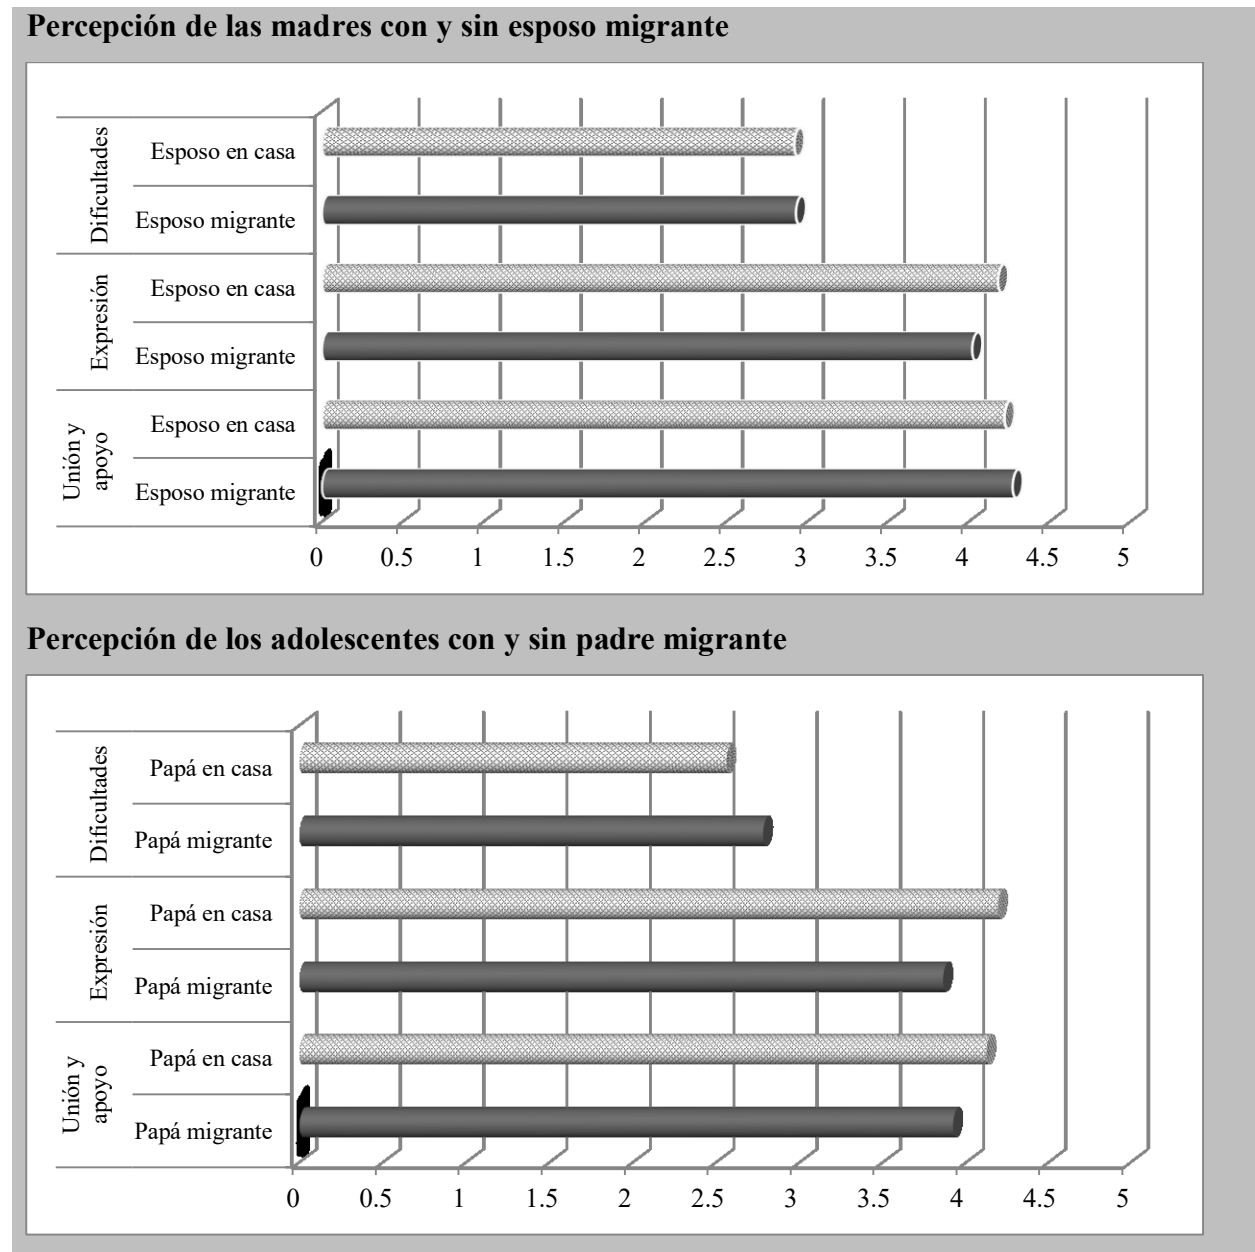 Percepción de las madres con y sin esposo migrante
Dificultades
Esposo en casa
Esposo migrante
Expresión
Esposo en casa
Esposo migrante
Unión y
apoyo
Esposo en casa
Esposo migrante
0 0.5 1 1.5 2 2.5 3 3.5 4 4.5 5
Percepción de los adolescentes con y sin padre migrante
Dificultades
Papá en casa
Papá migrante
Expresión
Papá en casa
Papá migrante
Unión y
apoyo
Papá en casa
Papá migrante
0 0.5 1 1.5 2 2.5 3 3.5 4 4.5 5